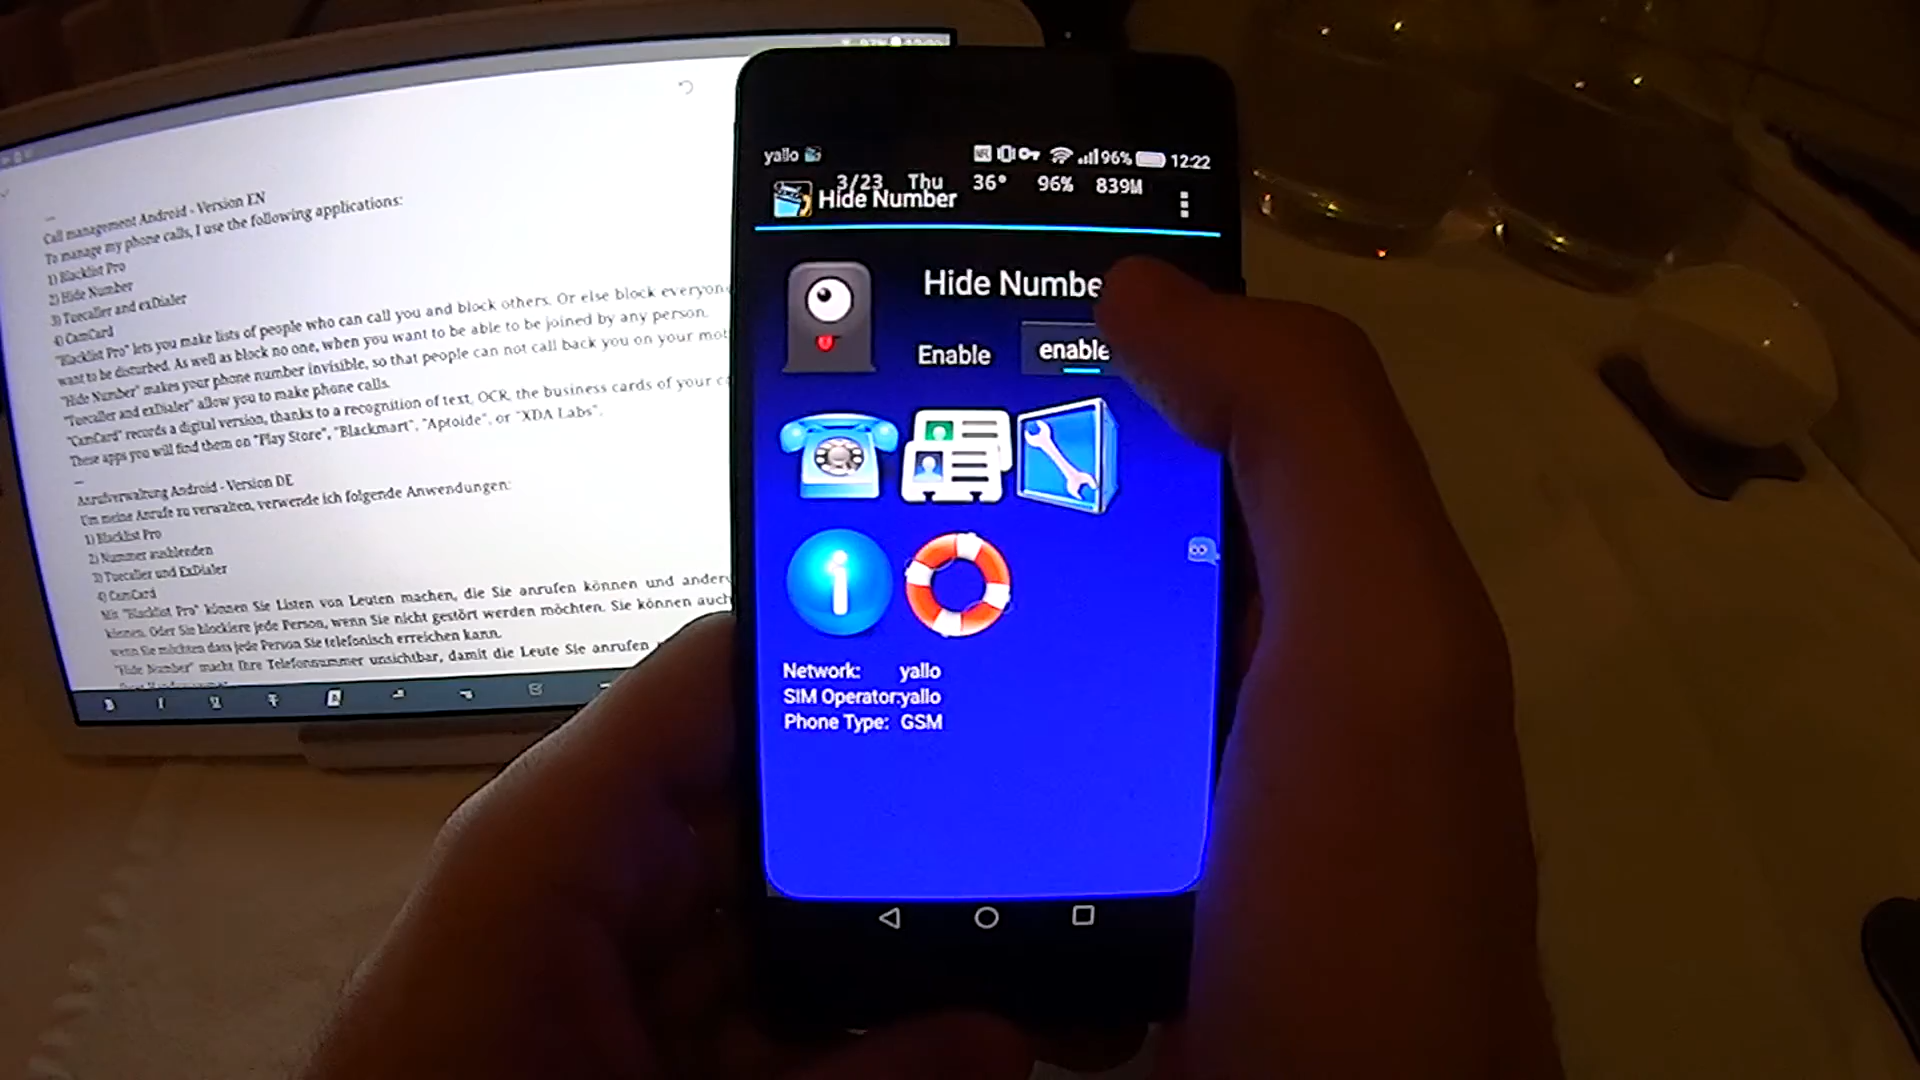 Call management Android - Version EN
To manage my phone calls, I use the following applications:
1) Blacklist Pro
2) Hide Number
3) Tuecaller and exDialer
4) CamCard
"Blacklist Pro" lets you make lists of people who can call you and block others. Or else block everyon
want to be disturbed. As well as block no one, when you want to be able to be joined by any person.
"Hide Number" makes your phone number invisible, so that people can not call back you on your mo
"Tuecaller and exDialer" allow you to make phone calls.
"CamCard" records a digital version, thanks to a recognition of text, OCR, the business cards of your c
These apps you will find them on "Play Store", "Blackmart", "Aptoide", or "XDA Labs".
Anrufverwaltung Android - Version DE
Um meine Anrufe zu verwalten, verwende ich folgende Anwendungen:
1) Blacklist Pro
2) Nummer ausblenden
3) Tuecaller und ExDialer
4) CamCard
Mit "Blacklist Pro" können Sie Listen von Leuten machen, die Sie anrufen können und ander
können. Oder Sie blockiere jede Person, wenn Sie nicht gestört werden möchten. Sie können auch
wenn Sie möchten dass jede Person Sie telefonisch erreichen kann.
"Hide Number" macht Ihre Telefonnummer unsichtbar, damit die Leute Sie anrufen
yallo 96% 12:22
3/23 Thu 36° 96% 839M
Hide Number
Hide Numbe
Enable enable
Network: yallo
SIM Operator: yallo
Phone Type: GSM